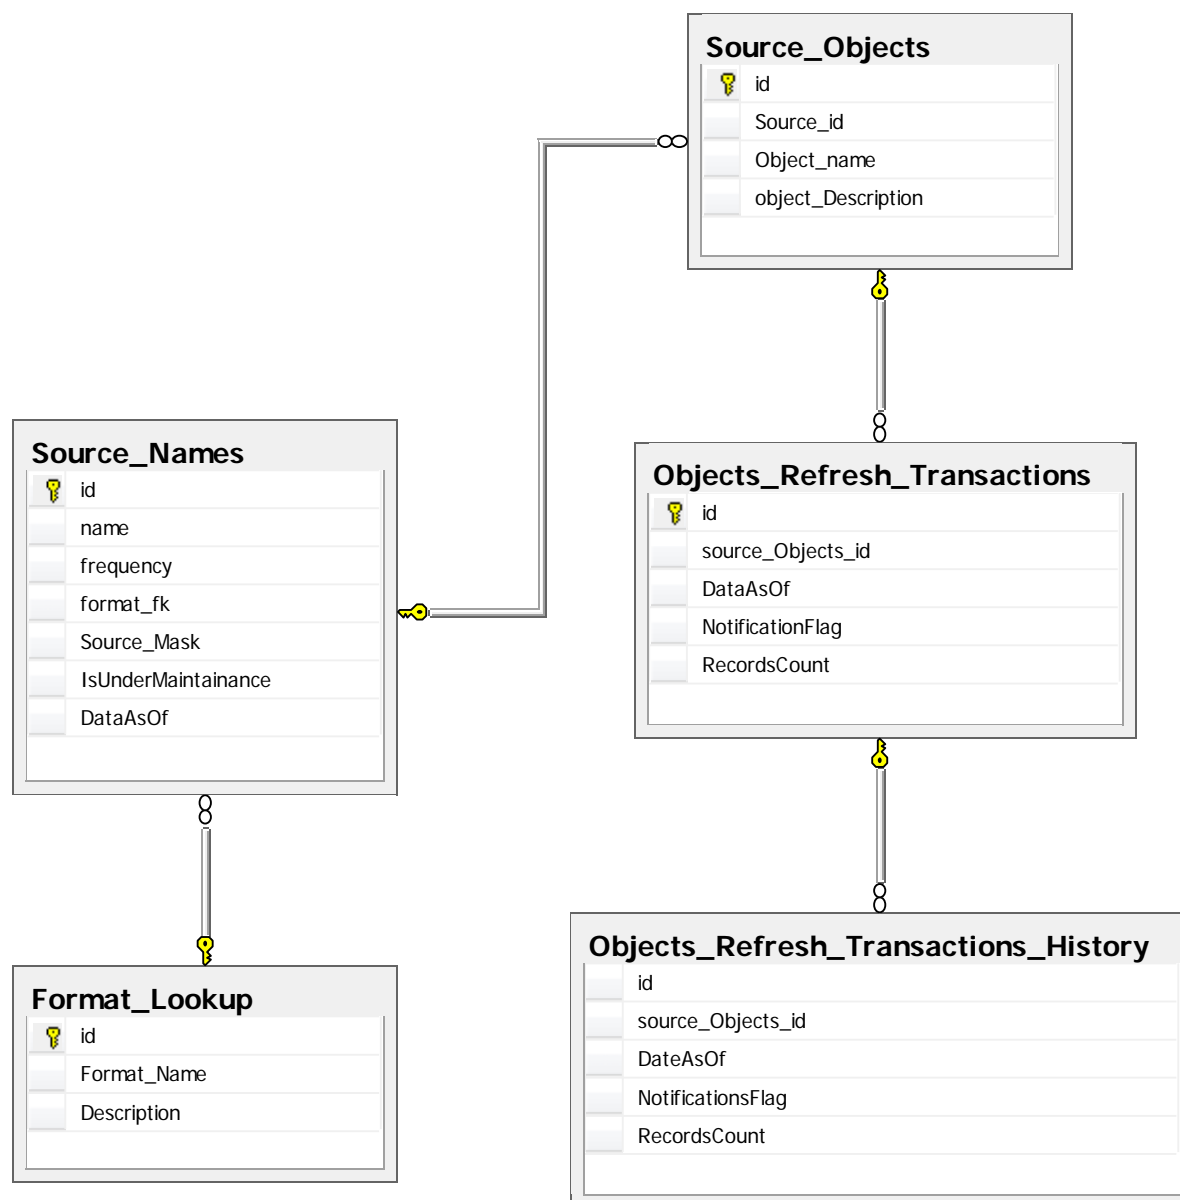 Source_Objects
id
Source_id
Object_name
object_Description
Source_Names
id
name
frequency
format_fk
Source_Mask
IsUnderMaintainance
DataAsOf
Objects_Refresh_Transactions
id
source_Objects_id
DataAsOf
NotificationFlag
RecordsCount
Format_Lookup
id
Format_Name
Description
Objects_Refresh_Transactions_History
id
source_Objects_id
DateAsOf
NotificationsFlag
RecordsCount